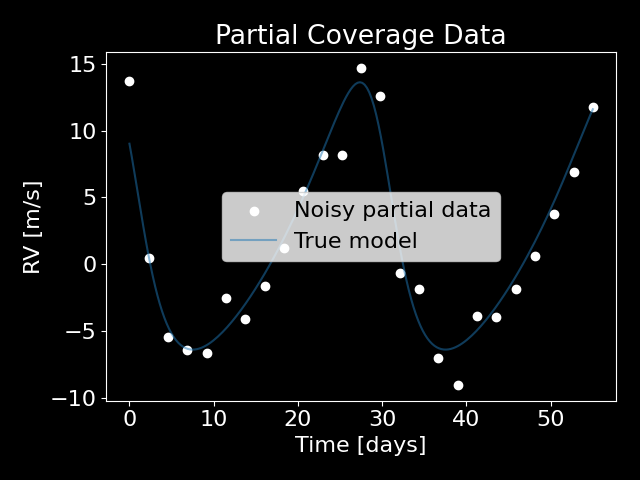 Partial Coverage Data
15
10
5
0
−5
−10
RV [m/s]
Noisy partial data
True model
0 10 20 30 40 50
Time [days]